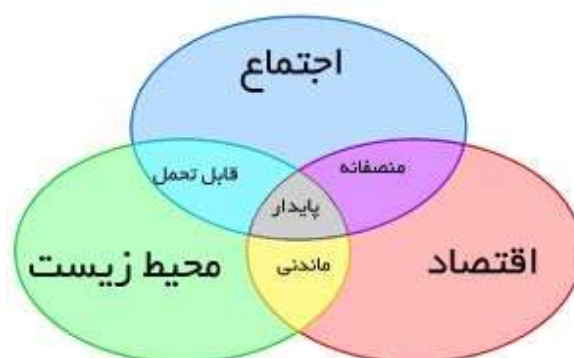 اجتماع
منصفانه
قابل تحمل
پایدار
اقتصاد
ماندنی
محیط زیست